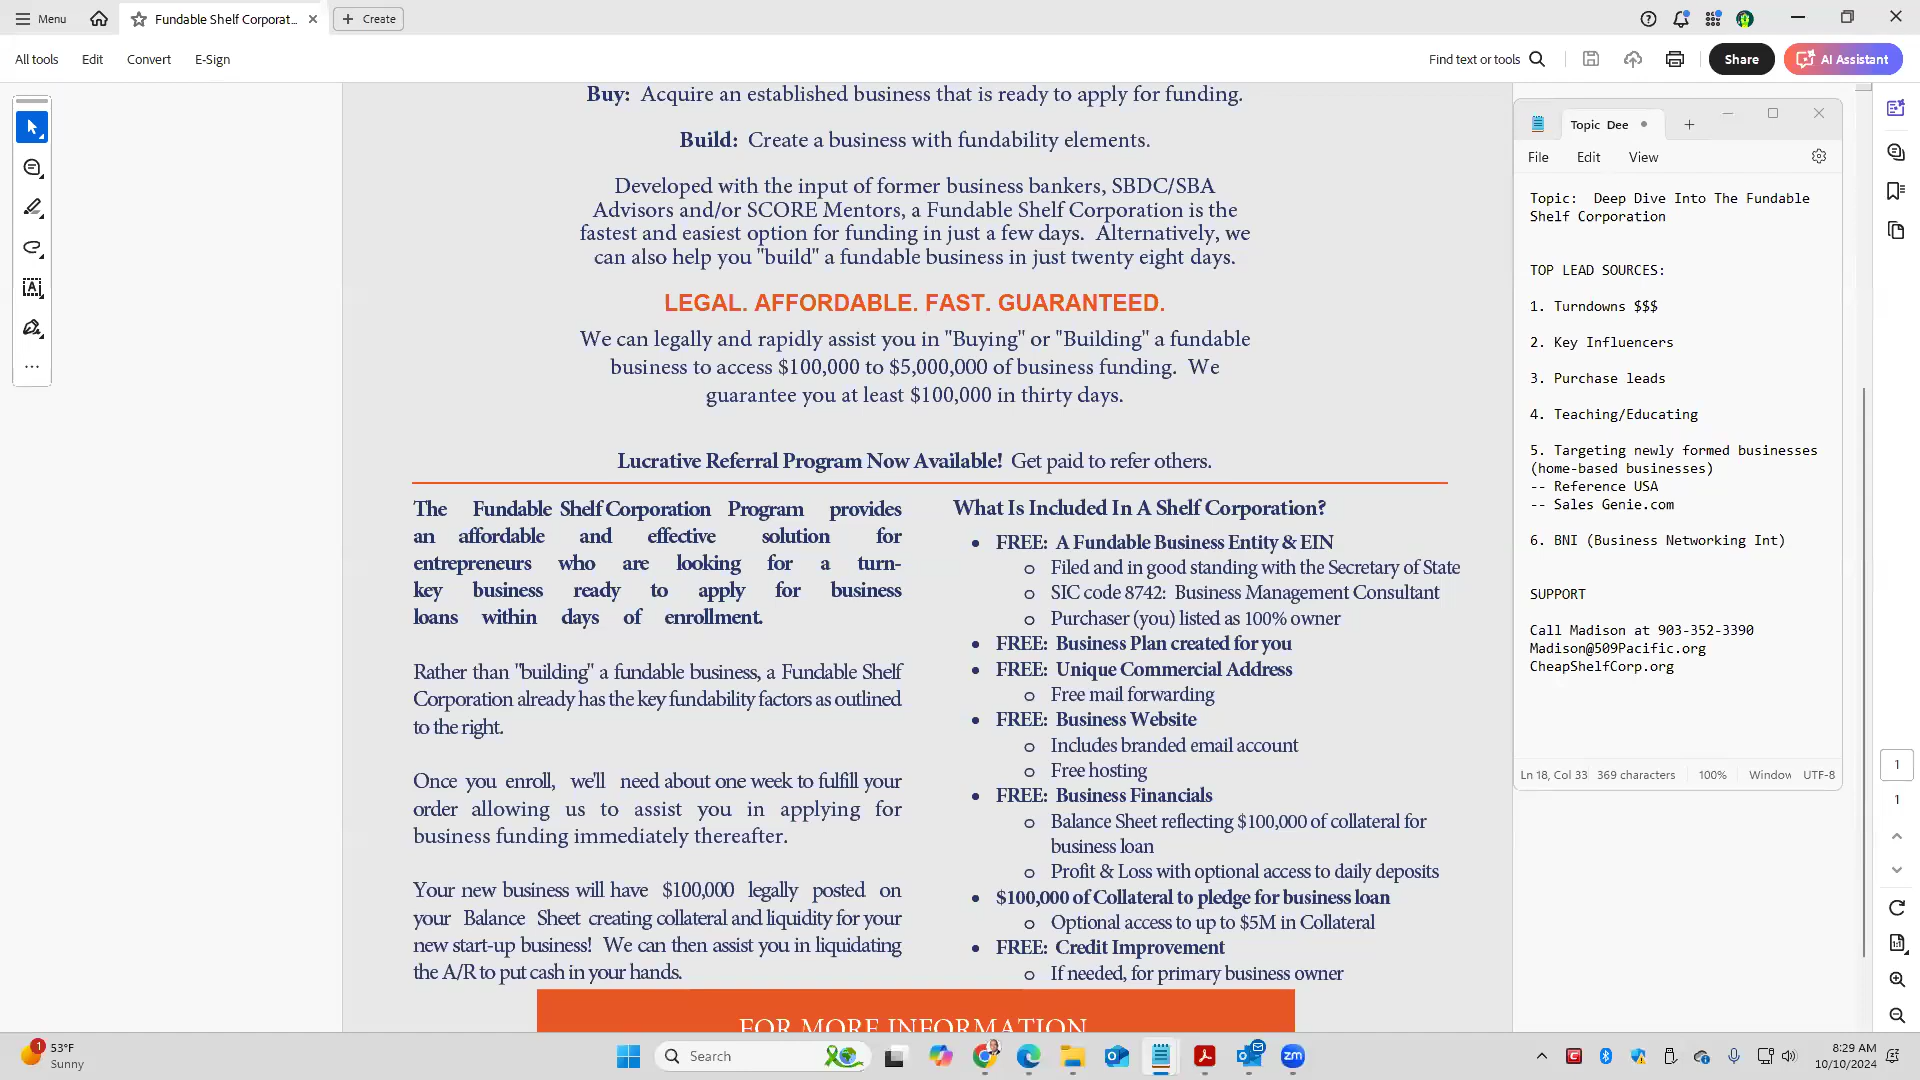 Menu
Fundable Shelf Corporat...
Create
All tools
Edit
Convert
E-Sign
Find text or tools
Share
AI Assistant
Buy: Acquire an established business that is ready to apply for funding.
Build: Create a business with fundability elements.
Developed with the input of former business bankers, SBDC/SBA
Advisors and/or SCORE Mentors, a Fundable Shelf Corporation is the
fastest and easiest option for funding in just a few days. Alternatively, we
can also help you "build" a fundable business in just twenty eight days.
LEGAL. AFFORDABLE. FAST. GUARANTEED.
We can legally and rapidly assist you in "Buying" or "Building" a fundable
business to access $100,000 to $5,000,000 of business funding. We
guarantee you at least $100,000 in thirty days.
Lucrative Referral Program Now Available! Get paid to refer others.
The Fundable Shelf Corporation Program provides
an affordable and effective solution for
entrepreneurs who are looking for a turn-
key business ready to apply for business
loans within days of enrollment.
Rather than "building" a fundable business, a Fundable Shelf
Corporation already has the key fundability factors as outlined
to the right.
Once you enroll, we'll need about one week to fulfill your
order allowing us to assist you in applying for
business funding immediately thereafter.
Your new business will have $100,000 legally posted on
your Balance Sheet creating collateral and liquidity for your
new start-up business! We can then assist you in liquidating
the A/R to put cash in your hands.
What Is Included In A Shelf Corporation?
• FREE: A Fundable Business Entity & EIN
o Filed and in good standing with the Secretary of State
o SIC code 8742: Business Management Consultant
o Purchaser (you) listed as 100% owner
• FREE: Business Plan created for you
• FREE: Unique Commercial Address
o Free mail forwarding
• FREE: Business Website
o Includes branded email account
o Free hosting
• FREE: Business Financials
o Balance Sheet reflecting $100,000 of collateral for
business loan
o Profit & Loss with optional access to daily deposits
• $100,000 of Collateral to pledge for business loan
o Optional access to up to $5M in Collateral
• FREE: Credit Improvement
o If needed, for primary business owner
FOR MORE INFORMATION
Topic Dee
File
Edit
View
Topic: Deep Dive Into The Fundable
Shelf Corporation
TOP LEAD SOURCES:
1. Turndowns $$$
2. Key Influencers
3. Purchase leads
4. Teaching/Educating
5. Targeting newly formed businesses
(home-based businesses)
-- Reference USA
-- Sales Genie.com
6. BNI (Business Networking Int)
SUPPORT
Call Madison at 903-352-3390
Madison@509Pacific.org
CheapShelfCorp.org
Ln 18, Col 33
369 characters
100%
Window
UTF-8
1
1
1
53°F
Sunny
Search
zm
8:29 AM
10/10/2024